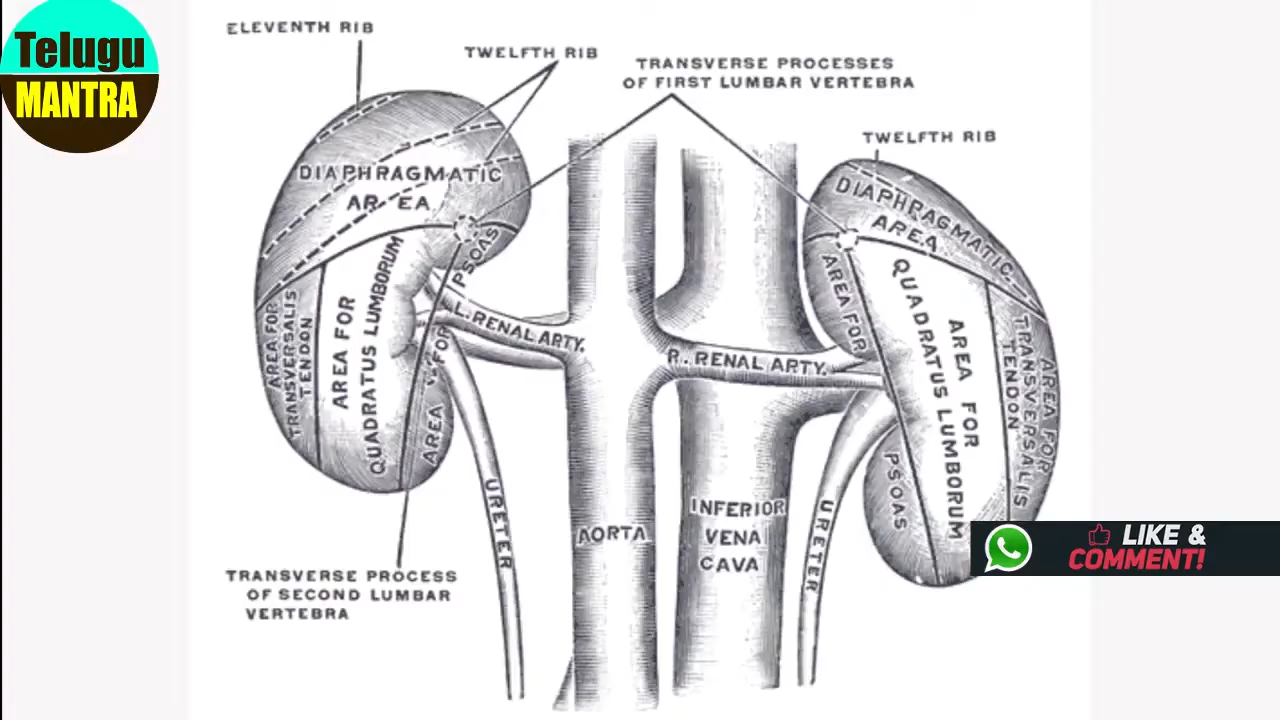 Telugu
MANTRA
ELEVENTH RIB
TWELFTH RIB
TRANSVERSE PROCESSES
OF FIRST LUMBAR VERTEBRA
TWELFTH RIB
DIAPHRAGMATIC
AREA
DIAPHRAGMATIC
AREA
PSOAS
AREA FOR
AREA FOR
TRANSVERSALIS
TENDON
AREA FOR
QUADRATUS LUMBORUM
L. RENAL ARTY.
R. RENAL ARTY.
AREA FOR
PSOAS
QUADRATUS LUMBORUM
AREA FOR
TENDON
TRANSVERSALIS
AREA FOR
URETER
AORTA
INFERIOR
VENA
CAVA
URETER
LIKE &
COMMENT!
TRANSVERSE PROCESS
OF SECOND LUMBAR
VERTEBRA